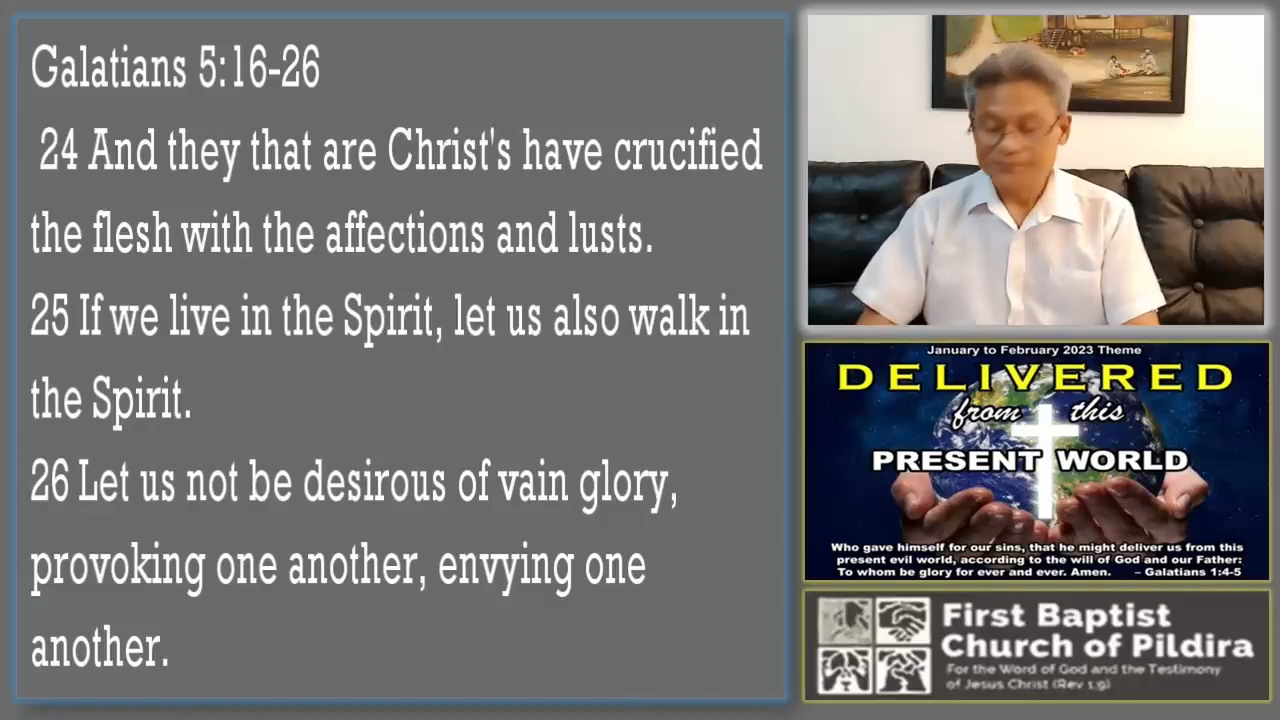 Galatians 5:16-26
24 And they that are Christ's have crucified
the flesh with the affections and lusts.
25 If we live in the Spirit, let us also walk in
the Spirit.
26 Let us not be desirous of vain glory,
provoking one another, envying one
another.
January to February 2023 Theme
DELIVERED
from this
PRESENT WORLD
Who gave himself for our sins, that he might deliver us from this
present evil world, according to the will of God and our Father:
To whom be glory for ever and ever. Amen. – Galatians 1:4-5
First Baptist
Church of Pildira
For the Word of God and the Testimony
of Jesus Christ (Rev 1:9)